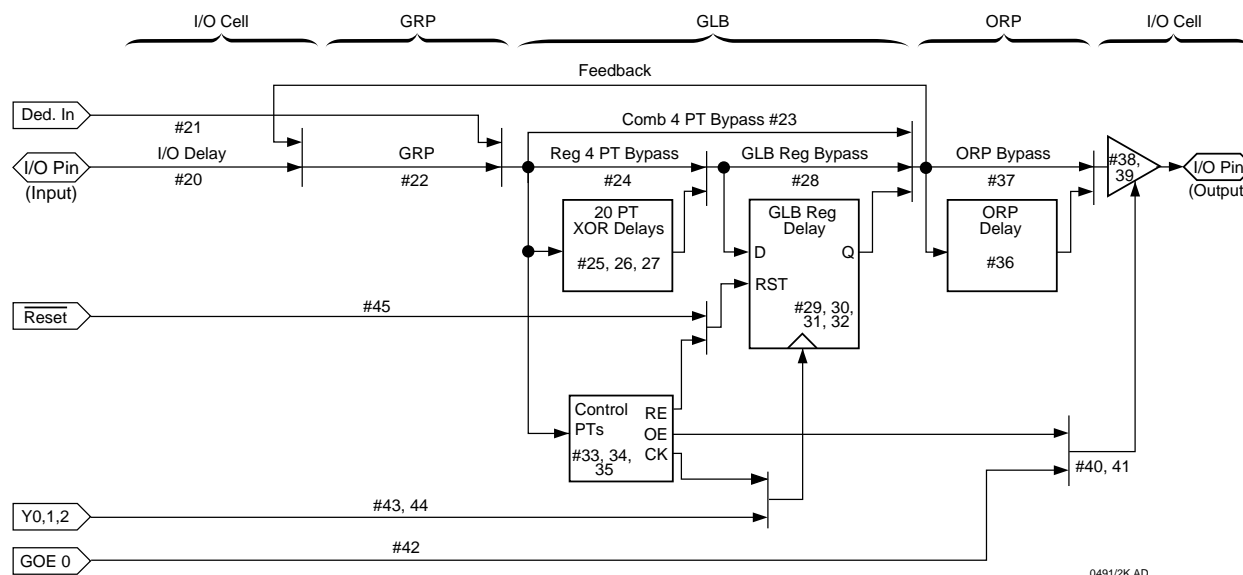 I/O Cell
GRP
GLB
ORP
I/O Cell
Feedback
Ded. In
#21
Comb 4 PT Bypass #23
I/O Pin
(Input)
I/O Delay
#20
GRP
#22
Reg 4 PT Bypass
#24
GLB Reg Bypass
#28
ORP Bypass
#37
#38,
39
I/O Pin
(Output)
20 PT
XOR Delays
#25, 26, 27
GLB Reg
Delay
D
Q
RST
#29, 30,
31, 32
ORP
Delay
#36
Reset
#45
Control
PTs
#33, 34,
35
RE
OE
CK
#40, 41
Y0,1,2
#43, 44
GOE 0
#42
0491/2K.AD